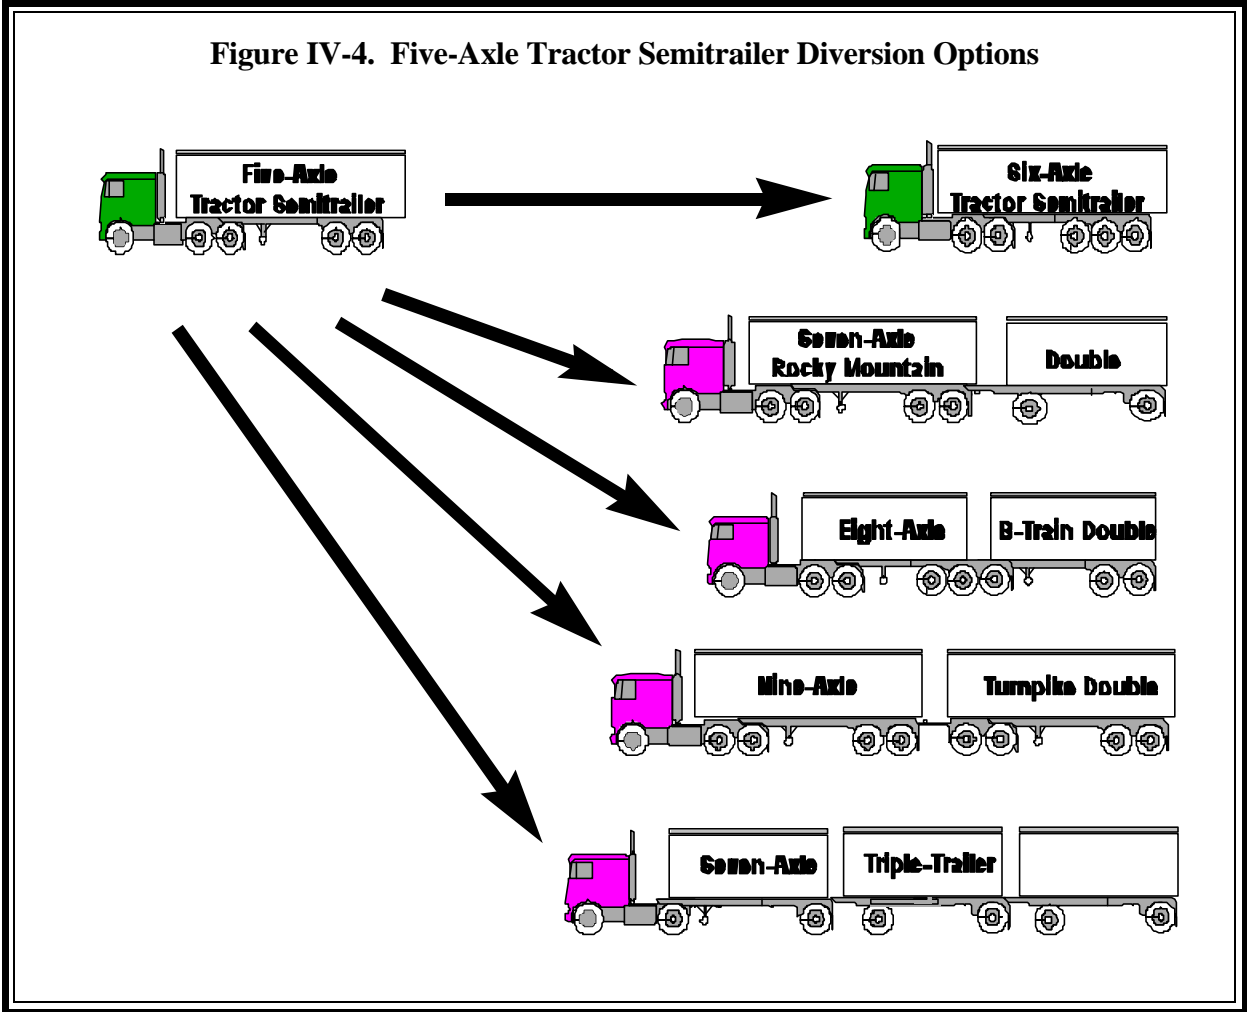 Figure IV-4. Five-Axle Tractor Semitrailer Diversion Options
Five-Axle
Tractor Semitrailer
Six-Axle
Tractor Semitrailer
Seven-Axle
Rocky Mountain
Double
Eight-Axle
B-Train Double
Nine-Axle
Turnpike Double
Seven-Axle
Triple-Trailer